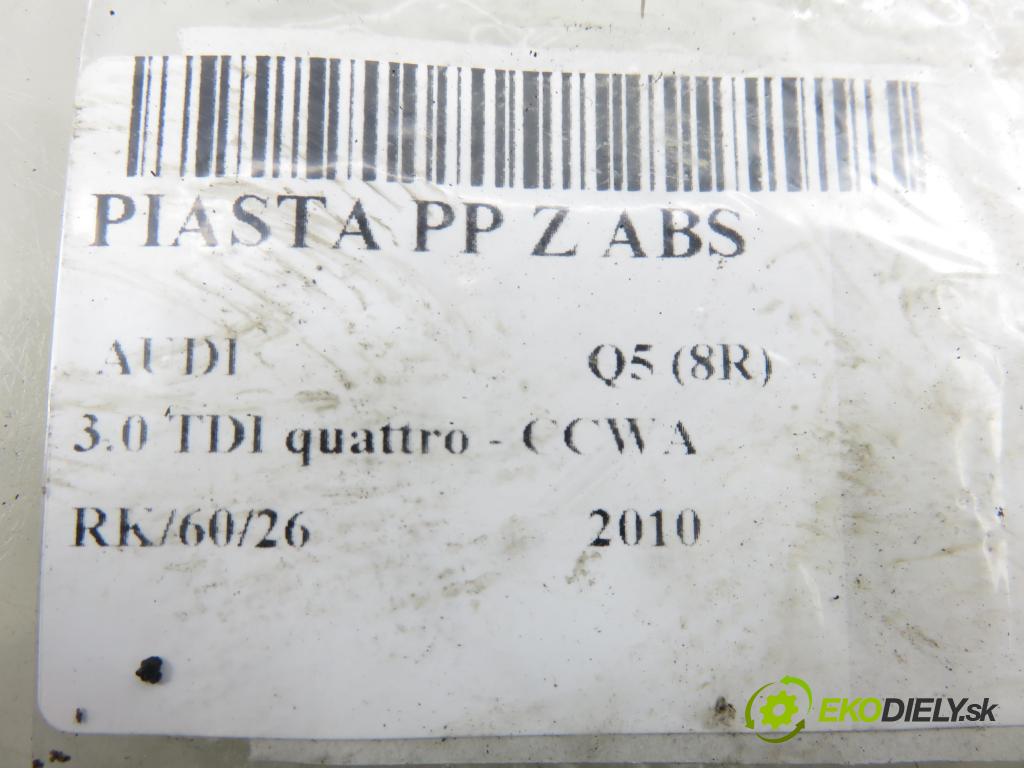 PIASTA PP Z ABS
AUDI Q5 (8R)
3.0 TDI quattro - CCWA
RK/60/26 2010
EKODIELY.sk